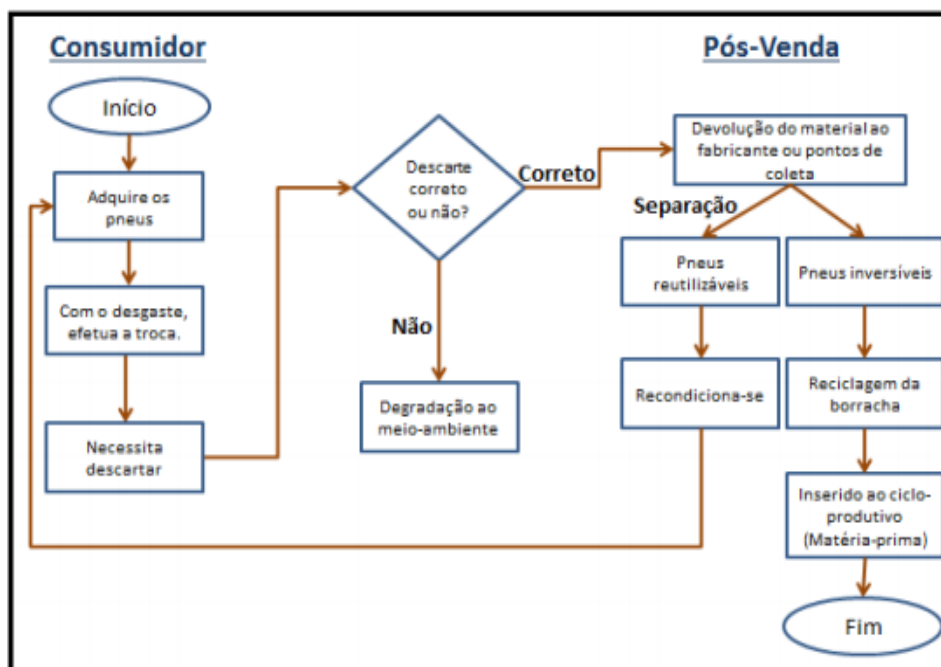 Consumidor
Início
Adquire os
pneus
Com o desgaste,
efetua a troca.
Necessita
descartar
Descarte
correto
ou não?
Correto
Não
Degradação ao
meio-ambiente
Pós-Venda
Devolução do material ao
fabricante ou pontos de
coleta
Separação
Pneus
reutilizáveis
Recondiciona-se
Pneus inversíveis
Reciclagem da
borracha
Inserido ao ciclo-
produtivo
(Matéria-prima)
Fim